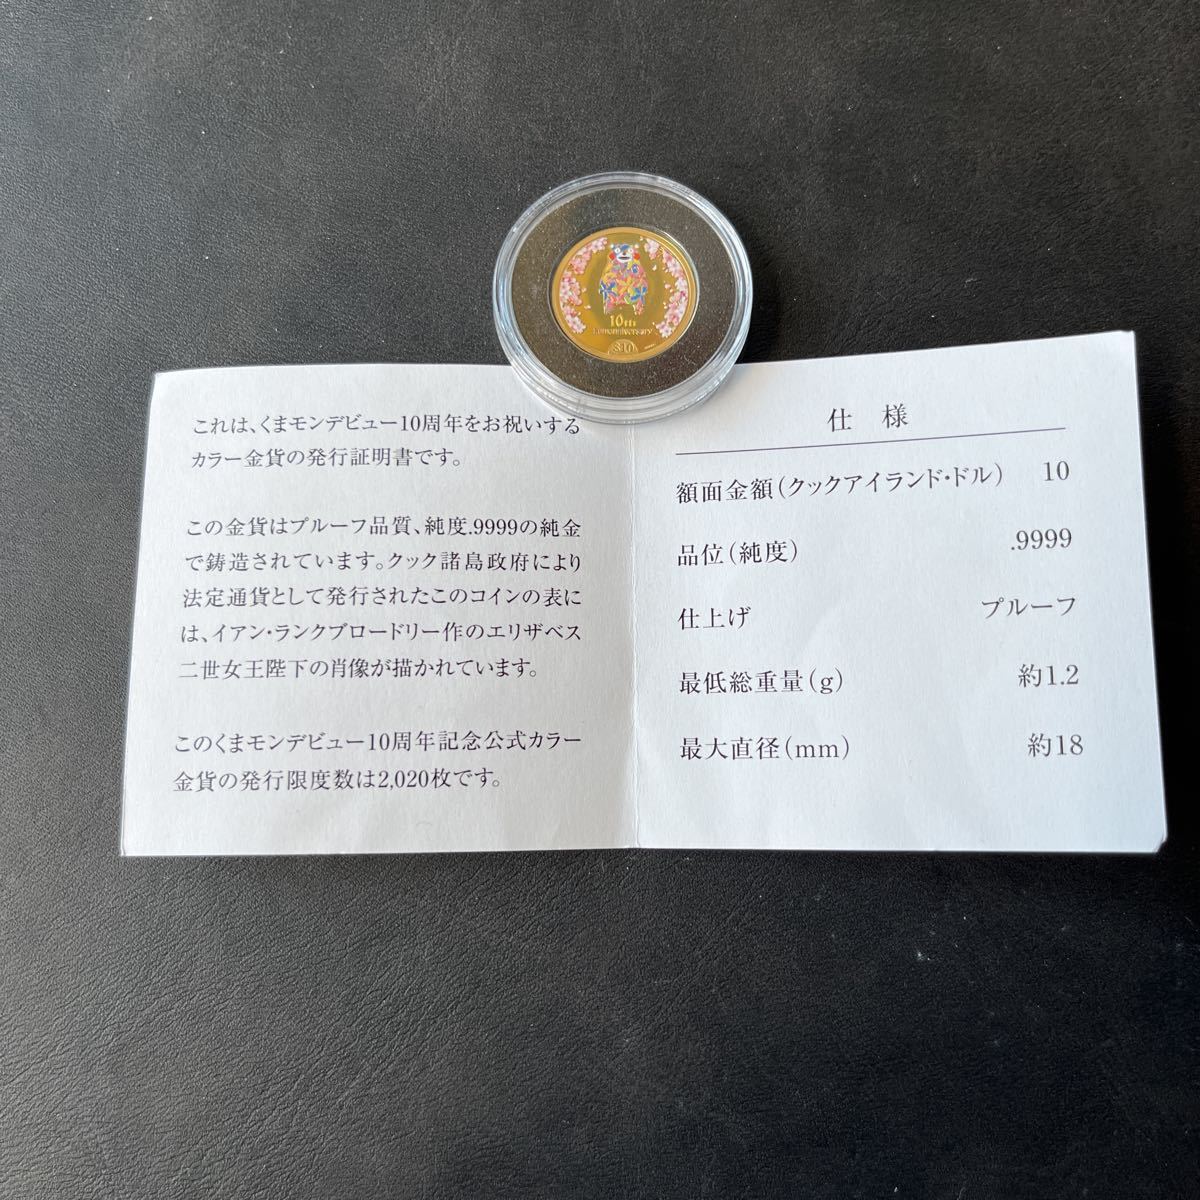 10th
Anniversary
$10
これは、くまモンデビュー10周年をお祝いする
カラー金貨の発行証明書です。
この金貨はプルーフ品質、純度.9999の純金
で鋳造されています。クック諸島政府により
法定通貨として発行されたこのコインの表に
は、イアン・ランクブロードリー作のエリザベス
二世女王陛下の肖像が描かれています。
このくまモンデビュー10周年記念公式カラー
金貨の発行限度数は2,020枚です。
仕 様
額面金額(クックアイランド・ドル) 10
品位(純度) .9999
仕上げ プルーフ
最低総重量(g) 約1.2
最大直径(mm) 約18